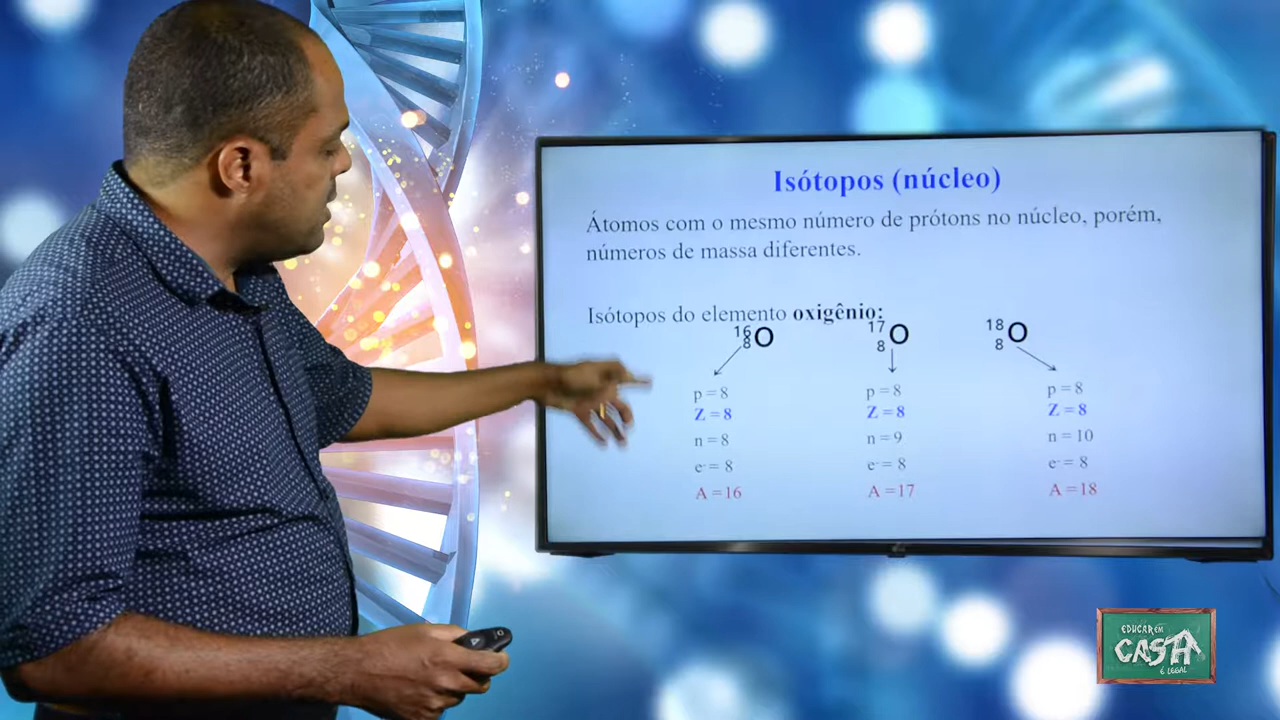 Isótopos (núcleo)
Átomos com o mesmo número de prótons no núcleo, porém,
números de massa diferentes.
Isótopos do elemento oxigênio:
16 8 O 17 8 O 18 8 O
p = 8 p = 8 p = 8
Z = 8 Z = 8 Z = 8
n = 8 n = 9 n = 10
e- = 8 e- = 8 e- = 8
A = 16 A = 17 A = 18
EDUCAR EM
CASA
É LEGAL